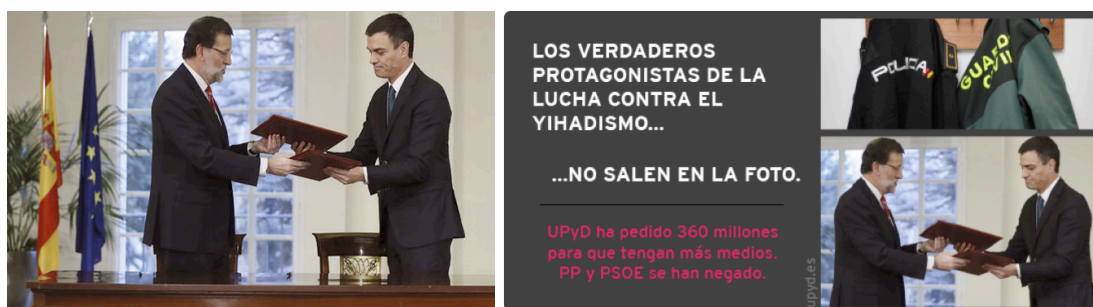 LOS VERDADEROS
PROTAGONISTAS DE LA
LUCHA CONTRA EL
YIHADISMO...
...NO SALEN EN LA FOTO.
UPyD ha pedido 360 millones
para que tengan más medios.
PP y PSOE se han negado.
POLICIA
GUARDIA
CIVIL
upyd.es